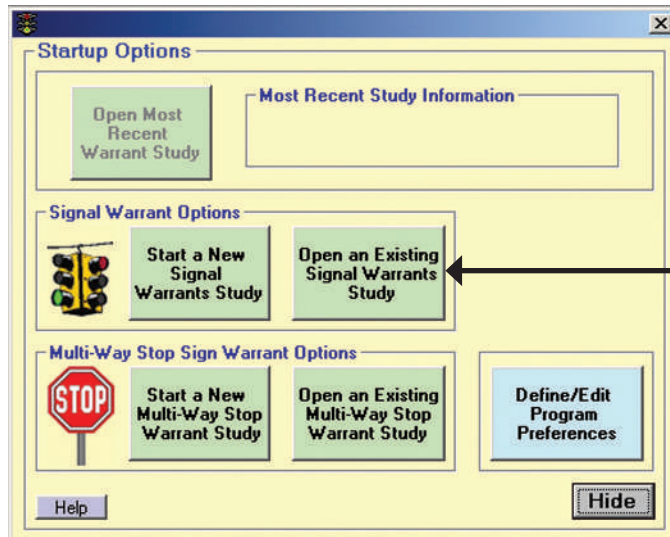 Startup Options
Open Most
Recent
Warrant Study
Most Recent Study Information
Signal Warrant Options
Start a New
Signal
Warrants Study
Open an Existing
Signal Warrants
Study
Multi-Way Stop Sign Warrant Options
STOP
Start a New
Multi-Way Stop
Warrant Study
Open an Existing
Multi-Way Stop
Warrant Study
Define/Edit
Program
Preferences
Help
Hide